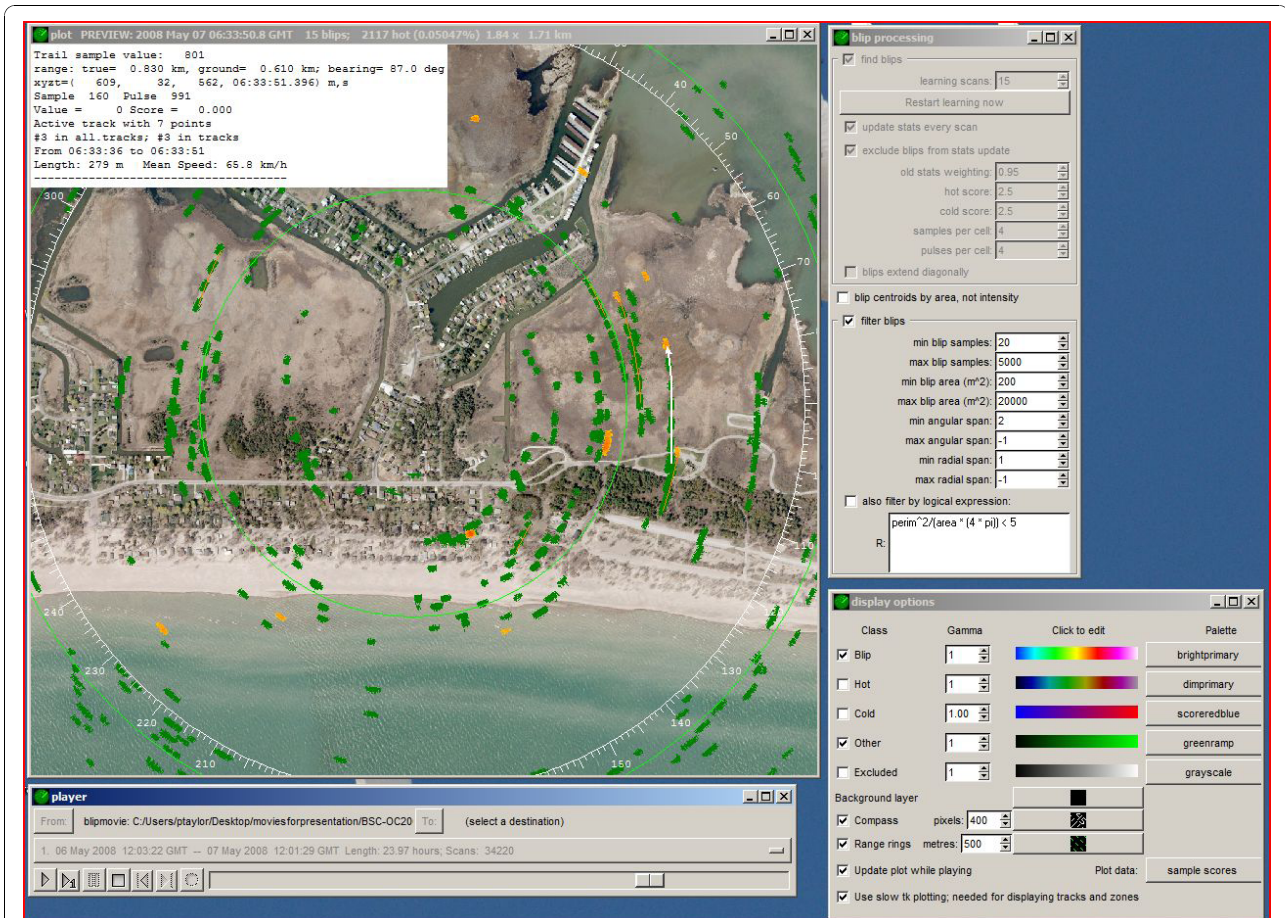 plot PREVIEW: 2008 May 07 06:33:50.8 GMT 15 blips; 2117 hot (0.05047%) 1.84 x 1.71 km
Trail sample value: 801
range: true= 0.830 km, ground= 0.610 km; bearing= 87.0 deg
xyzt=( 609, 32, 562, 06:33:51.396) m,s
Sample 160 Pulse 991
Value = 0 Score = 0.000
Active track with 7 points
#3 in all.tracks; #3 in tracks
From 06:33:36 to 06:33:51
Length: 279 m Mean Speed: 65.8 km/h
-------------------------------------
50
60
300
70
110
240
130
230
140
220
210
150
blip processing
find blips
learning scans: 15
Restart learning now
update stats every scan
exclude blips from stats update
old stats weighting: 0.95
hot score: 2.5
cold score: 2.5
samples per cell: 4
pulses per cell: 4
blips extend diagonally
blip centroids by area, not intensity
filter blips
min blip samples: 20
max blip samples: 5000
min blip area (m^2): 200
max blip area (m^2): 20000
min angular span: 2
max angular span: -1
min radial span: 1
max radial span: -1
also filter by logical expression:
perim^2/(area * (4 * pi)) < 5
R:
display options
Class Gamma Click to edit Palette
Blip 1 brightprimary
Hot 1 dimprimary
Cold 1.00 scoreredblue
Other 1 greenramp
Excluded 1 grayscale
Background layer
Compass pixels: 400
Range rings metres: 500
Update plot while playing Plot data: sample scores
Use slow tk plotting; needed for displaying tracks and zones
player
From: blipmovie: C:/Users/ptaylor/Desktop/moviesforpresentation/BSC-OC20 To: (select a destination)
1. 06 May 2008 12:03:22 GMT -- 07 May 2008 12:01:29 GMT Length: 23.97 hours; Scans: 34220